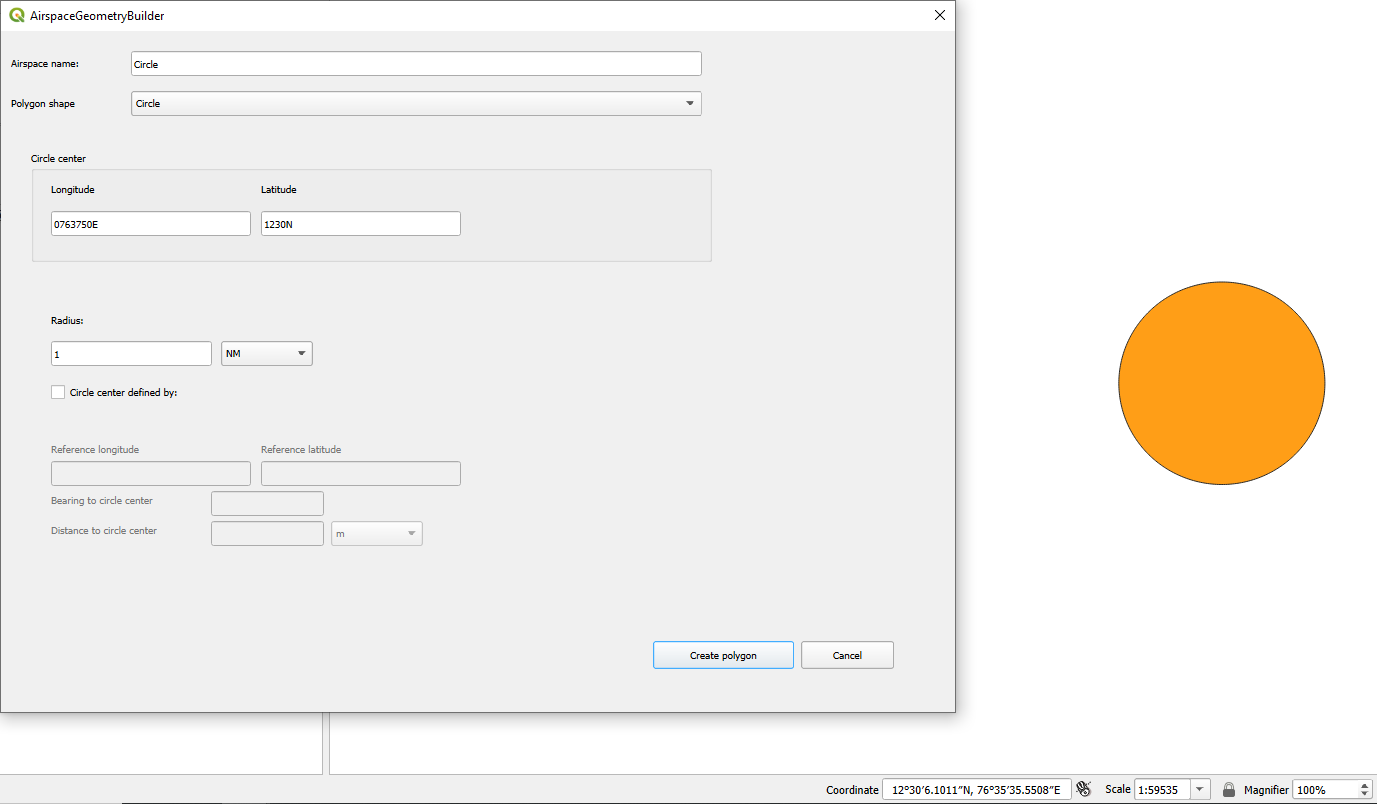 AirspaceGeometryBuilder
Airspace name: Circle
Polygon shape Circle
Circle center
Longitude Latitude
0763750E 1230N
Radius:
1 NM
Circle center defined by:
Reference longitude Reference latitude
Bearing to circle center
Distance to circle center m
Create polygon Cancel
Coordinate 12°30′6.1011″N, 76°35′35.5508″E Scale 1:59535 Magnifier 100%